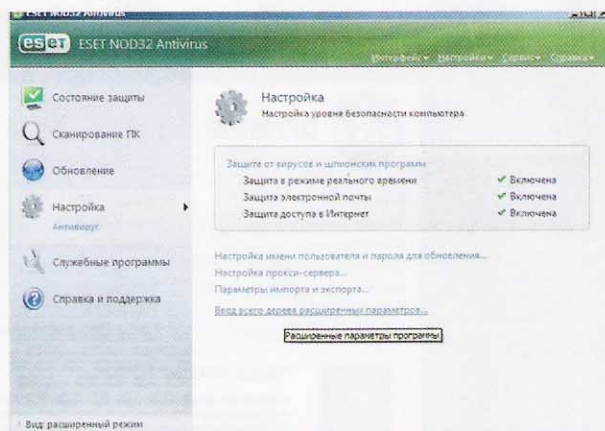 ESET NOD32 Antivirus
eset ESET NOD32 Antivirus
Интерфейс Настройки Сервис Справка
Состояние защиты
Сканирование ПК
Обновление
Настройка
Антивирус
Служебные программы
Справка и поддержка
Настройка
Настройка уровня безопасности компьютера
Защита от вирусов и шпионских программ
Защита в режиме реального времени Включена
Защита электронной почты Включена
Защита доступа в Интернет Включена
Настройка имени пользователя и пароля для обновления...
Настройка прокси-сервера...
Параметры импорта и экспорта...
Ввод всего дерева расширенных параметров...
Расширенные параметры программы
Вид: расширенный режим